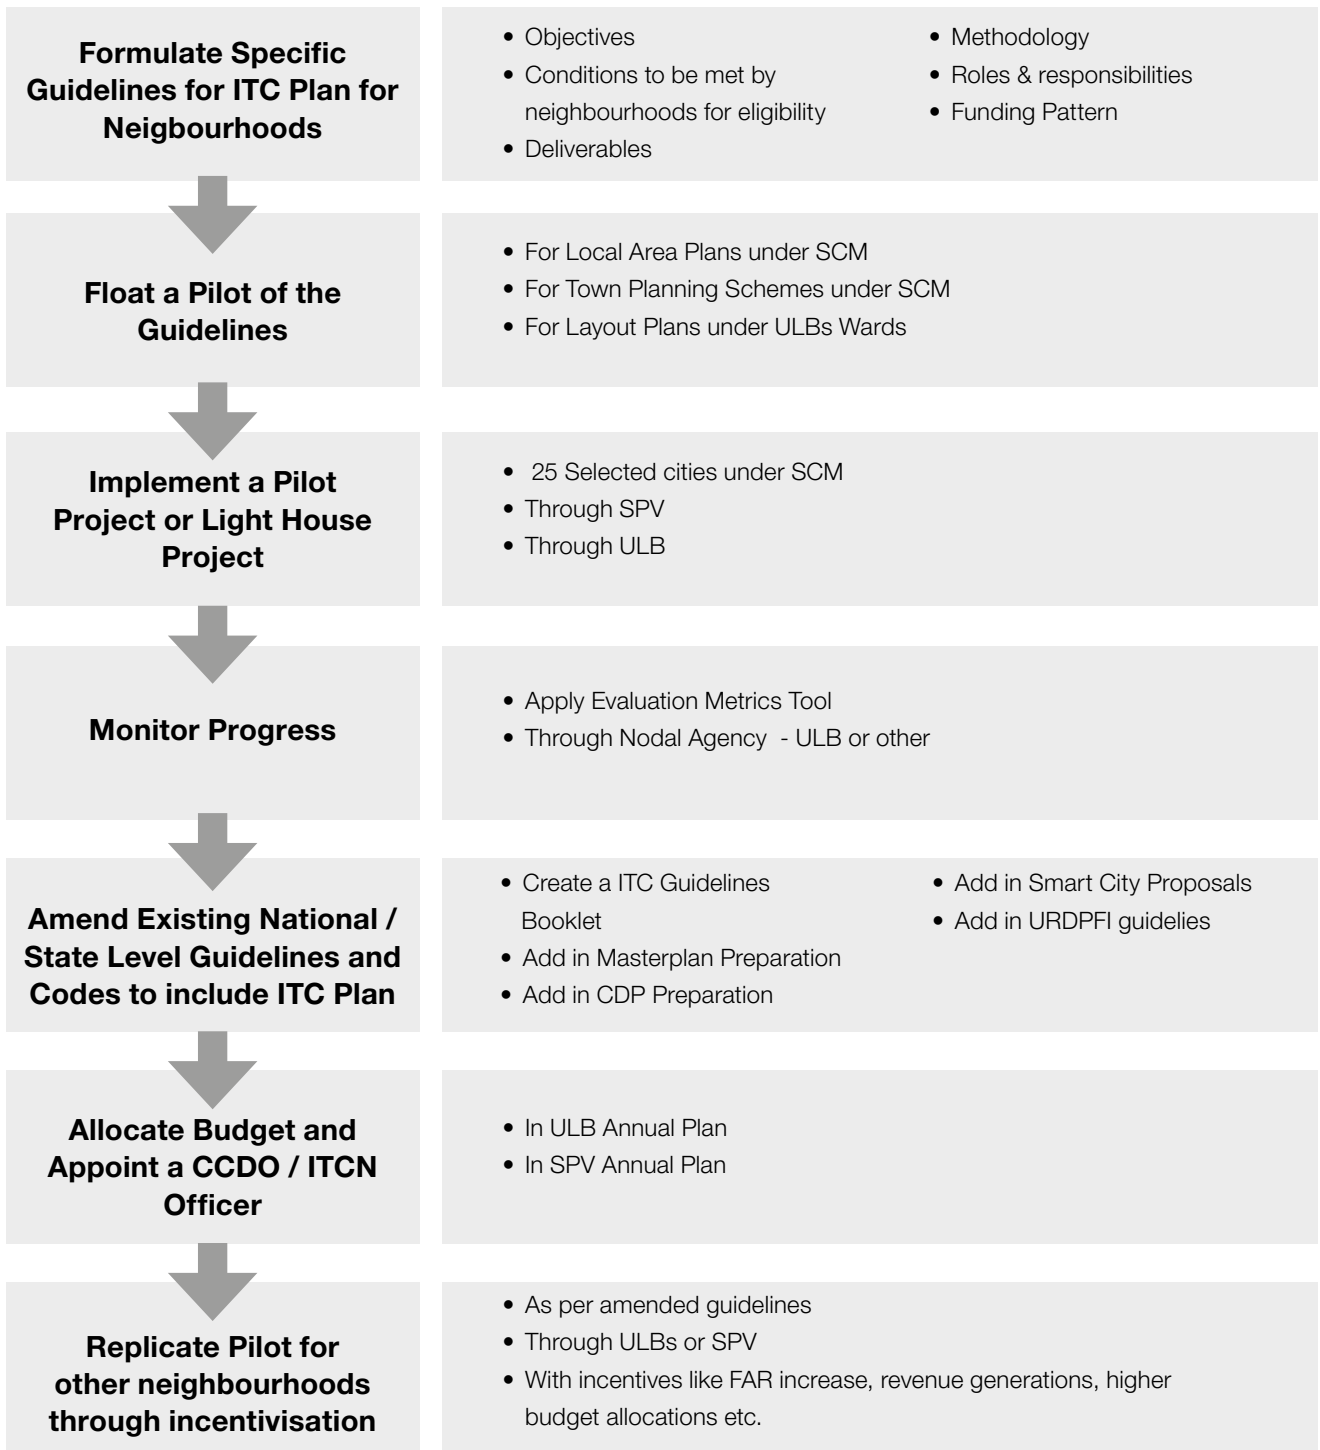 Formulate Specific
Guidelines for ITC Plan for
Neigbourhoods
• Objectives
• Conditions to be met by
neighbourhoods for eligibility
• Deliverables
• Methodology
• Roles & responsibilities
• Funding Pattern
Float a Pilot of the
Guidelines
• For Local Area Plans under SCM
• For Town Planning Schemes under SCM
• For Layout Plans under ULBs Wards
Implement a Pilot
Project or Light House
Project
• 25 Selected cities under SCM
• Through SPV
• Through ULB
Monitor Progress
• Apply Evaluation Metrics Tool
• Through Nodal Agency - ULB or other
Amend Existing National /
State Level Guidelines and
Codes to include ITC Plan
• Create a ITC Guidelines
Booklet
• Add in Masterplan Preparation
• Add in CDP Preparation
• Add in Smart City Proposals
• Add in URDPFI guidelies
Allocate Budget and
Appoint a CCDO / ITCN
Officer
• In ULB Annual Plan
• In SPV Annual Plan
Replicate Pilot for
other neighbourhoods
through incentivisation
• As per amended guidelines
• Through ULBs or SPV
• With incentives like FAR increase, revenue generations, higher
budget allocations etc.